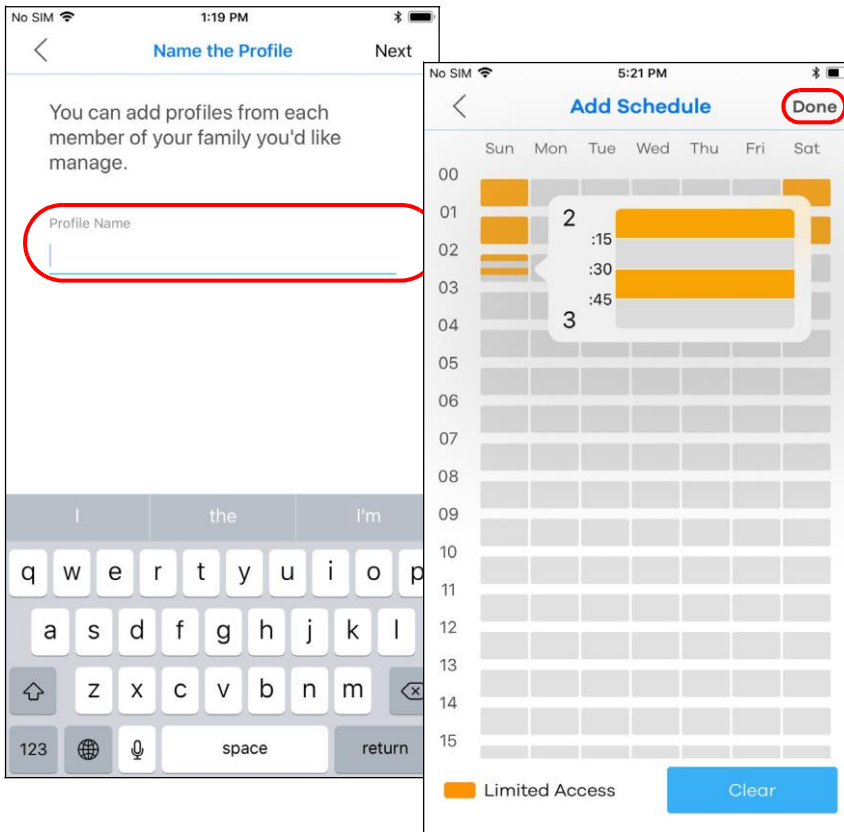 No SIM 1:19 PM
Name the Profile Next
You can add profiles from each
member of your family you'd like
manage.
Profile Name
I the I'm
q w e r t y u i o p
a s d f g h j k l
z x c v b n m
123 space return
No SIM 5:21 PM
Add Schedule Done
Sun Mon Tue Wed Thu Fri Sat
00
01
02
03
04
05
06
07
08
09
10
11
12
13
14
15
2
:15
:30
:45
3
Limited Access Clear